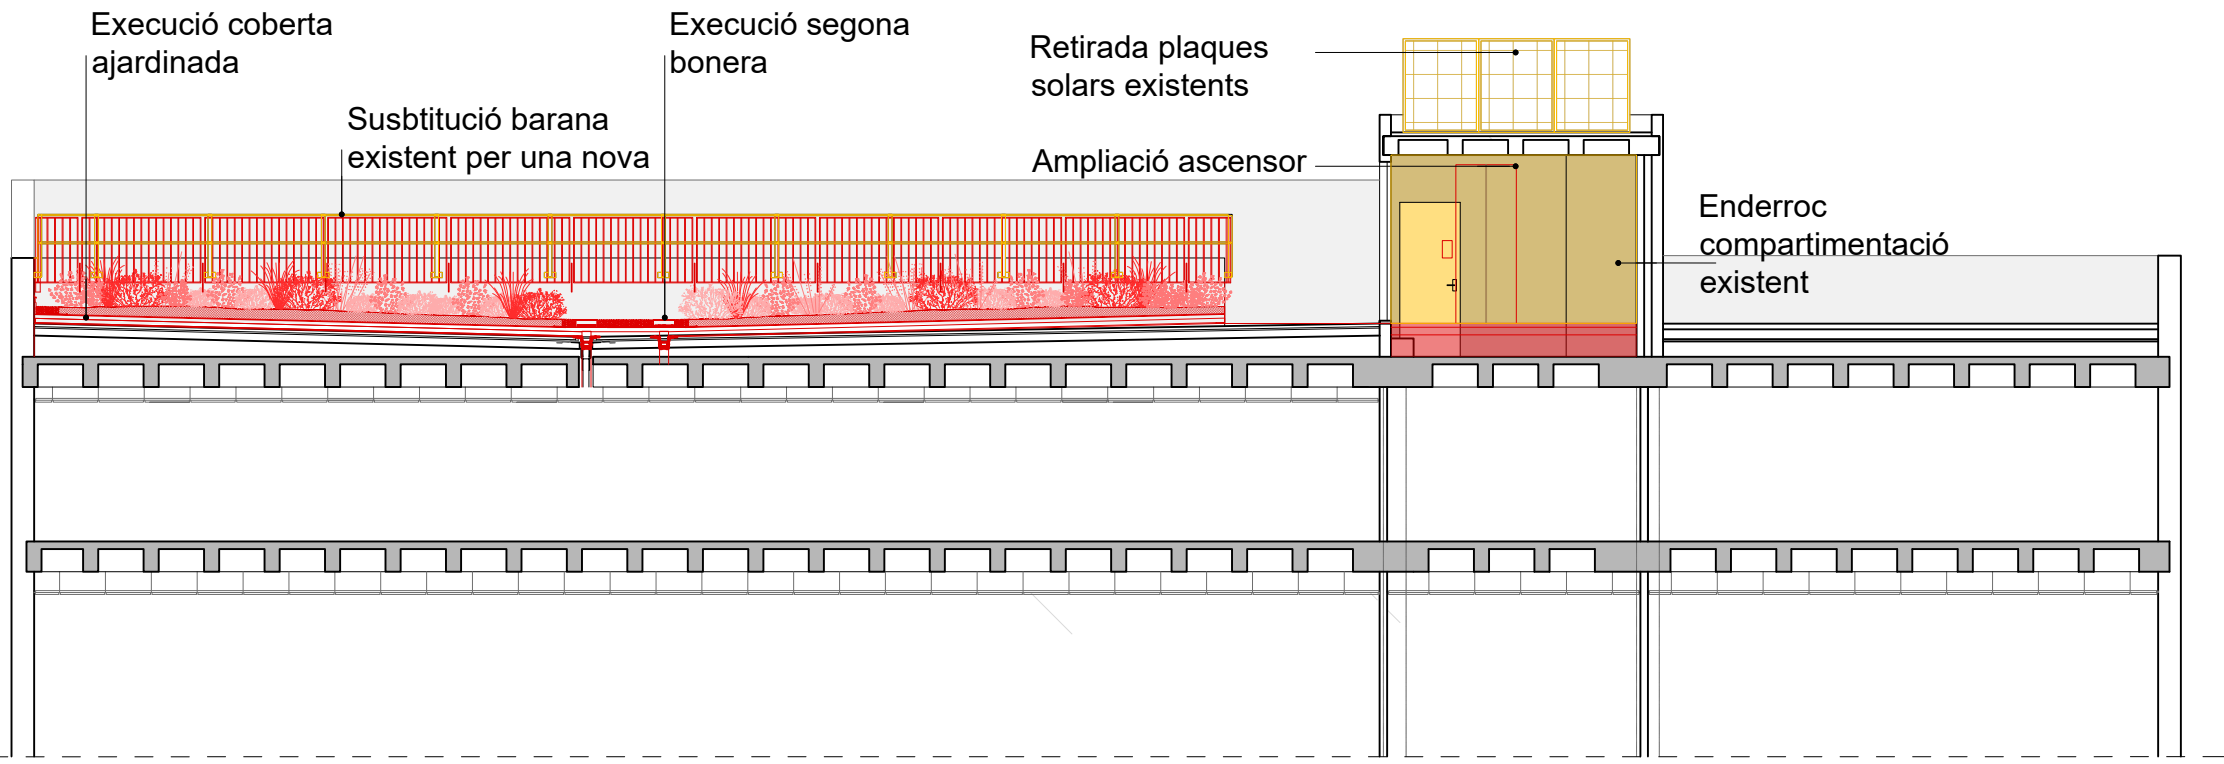 Execució coberta
ajardinada
Susbtitució barana
existent per una nova
Execució segona
bonera
Retirada plaques
solars existents
Ampliació ascensor
Enderroc
compartimentació
existent